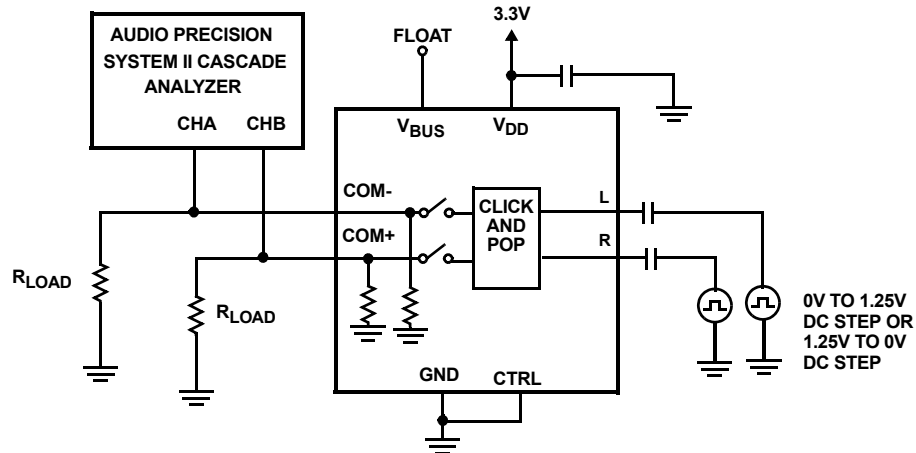 AUDIO PRECISION
SYSTEM II CASCADE
ANALYZER
CHA CHB
FLOAT
3.3V
VBUS
VDD
COM-
COM+
CLICK
AND
POP
L
R
RLOAD
RLOAD
0V TO 1.25V
DC STEP OR
1.25V TO 0V
DC STEP
GND
CTRL